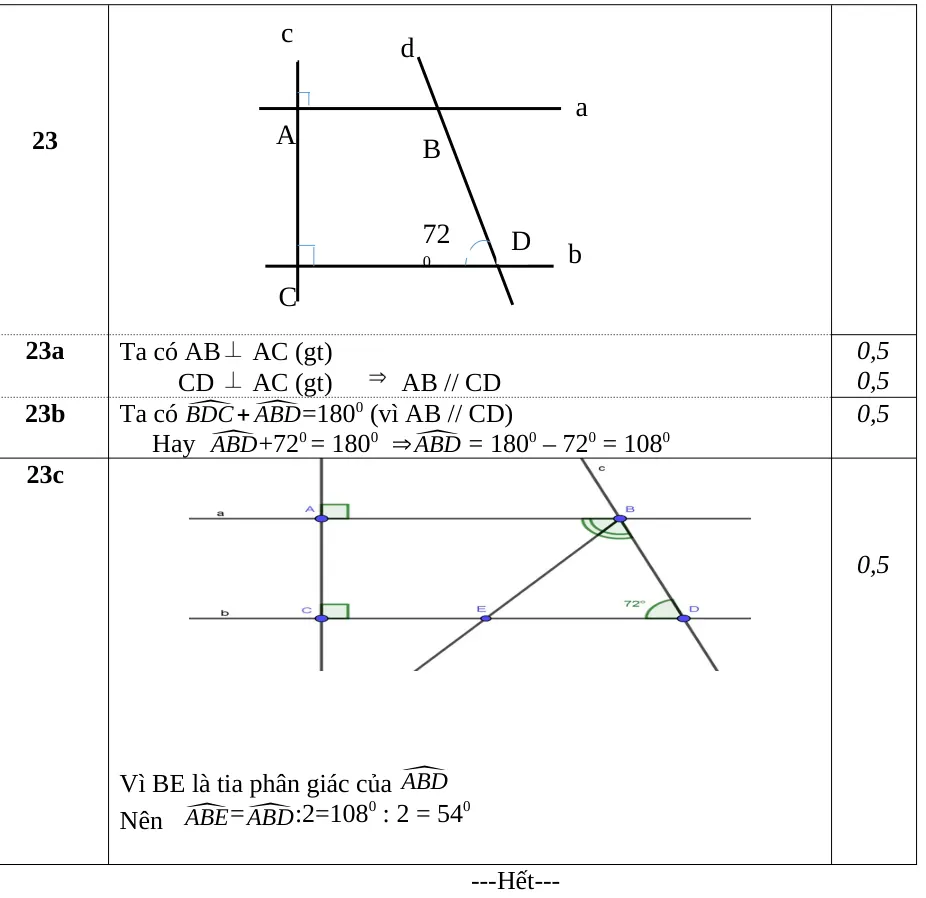 23
c
d
a
A
B
72
0
D
b
C
23a
Ta có AB ⊥ AC (gt)
0,5
CD ⊥ AC (gt) ⇒ AB // CD
0,5
23b
Ta có BDC + ABD=180⁰ (vì AB // CD)
0,5
Hay ABD+72⁰ = 180⁰ ⇒ ABD = 180⁰ – 72⁰ = 108⁰
23c
c
a
A
B
b
C
E
72°
D
0,5
Vì BE là tia phân giác của ABD
Nên ABE=ABD:2=108⁰ : 2 = 54⁰
---Hết---